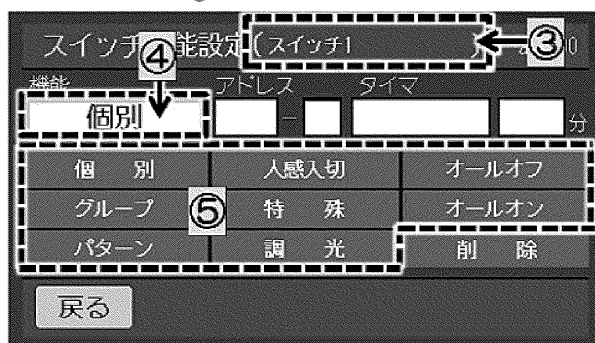 スイッチ④能設定(スイッチ1 ) ③0
機能 アドレス タイマ
個別 - 分
個 別 人感入切 オールオフ
グループ ⑤ 特 殊 オールオン
パターン 調 光 削 除
戻る